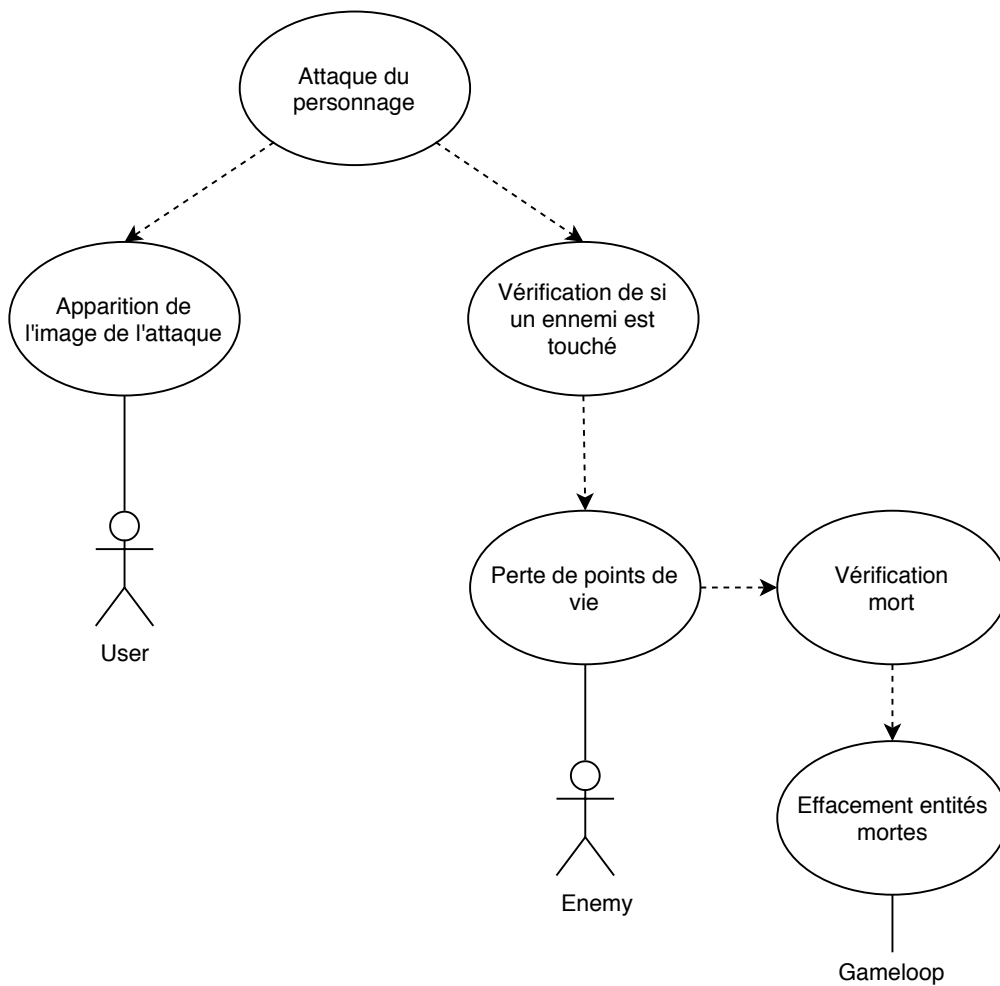 Attaque du
personnage
Apparition de
l'image de l'attaque
Vérification de si
un ennemi est
touché
Perte de points de
vie
Vérification
mort
User
Effacement entités
mortes
Enemy
Gameloop